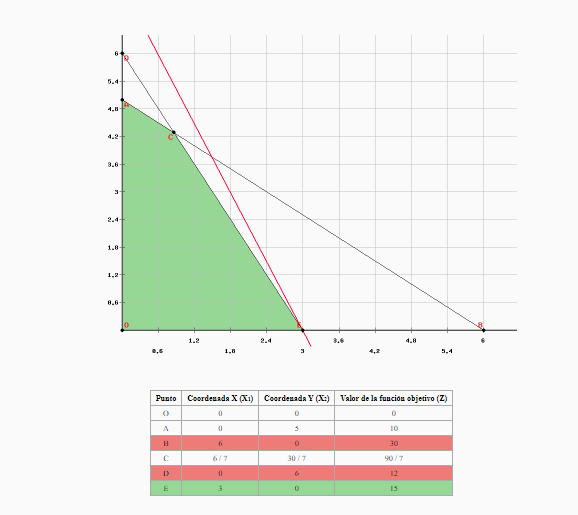 6
D
5.4
A
4.8
C
4.2
3.6
3
2.4
1.8
1.2
0.6
O
E
B
1.2 2.4 3.6 4.8 6
0.6 1.8 3 4.2 5.4
Punto Coordenada X (X₁) Coordenada Y (X₂) Valor de la función objetivo (Z)
O 0 0 0
A 0 5 10
B 6 0 30
C 6 / 7 30 / 7 90 / 7
D 0 6 12
E 3 0 15